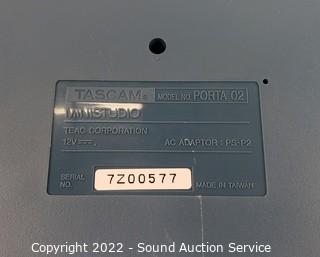 TASCAM® MODEL NO. PORTA 02
MINISTUDIO
TEAC CORPORATION
12V⎓, AC ADAPTOR : PS-P2
SERIAL NO. 7Z00577 MADE IN TAIWAN
Copyright 2022 - Sound Auction Service